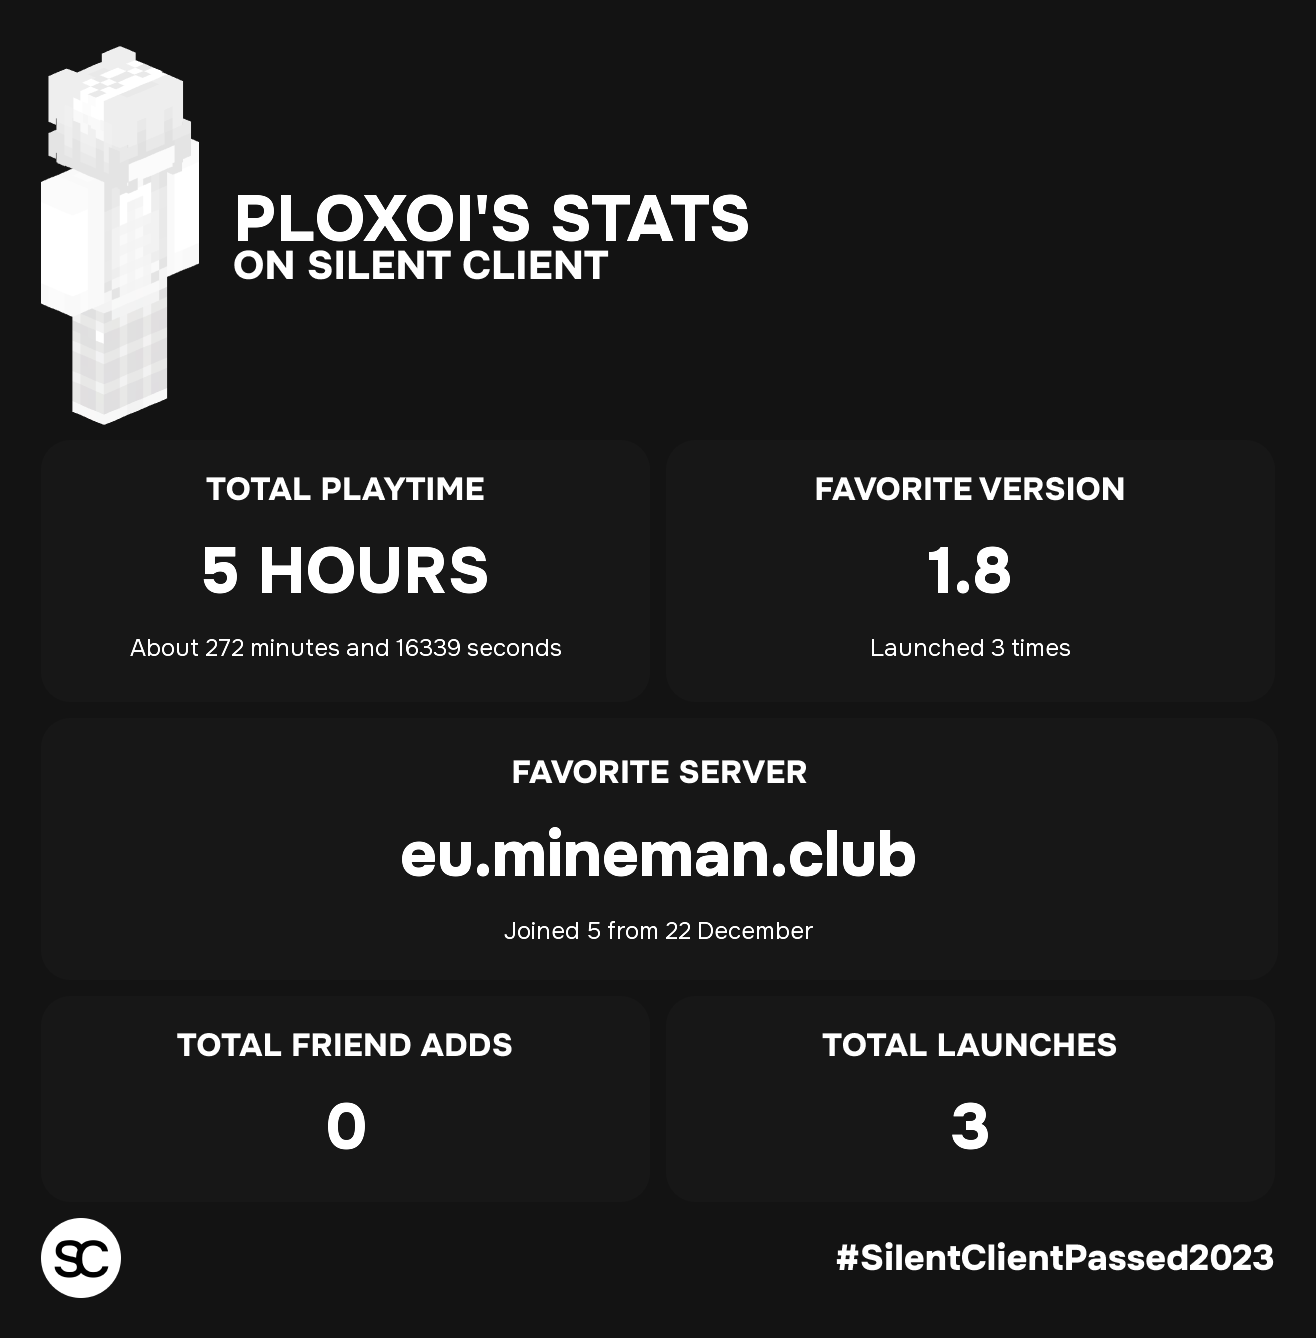 PLOXOI'S STATS
ON SILENT CLIENT
TOTAL PLAYTIME
5 HOURS
About 272 minutes and 16339 seconds
FAVORITE VERSION
1.8
Launched 3 times
FAVORITE SERVER
eu.mineman.club
Joined 5 from 22 December
TOTAL FRIEND ADDS
0
TOTAL LAUNCHES
3
SC
#SilentClientPassed2023